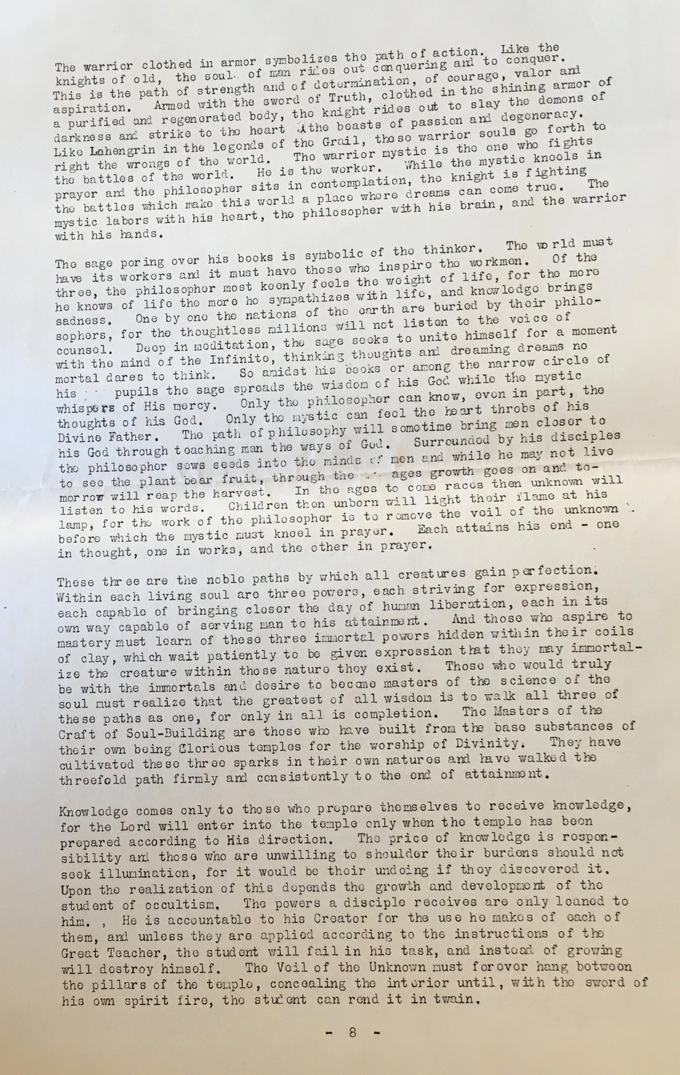 The warrior clothed in armor symbolizes the path of action. Like the
knights of old, the soul of man rides out conquering and to conquer.
This is the path of strength and of determination, of courage, valor and
aspiration. Armed with the sword of Truth, clothed in the shining armor of
a purified and regenerated body, the knight rides out to slay the demons of
darkness and strike to the heart the beasts of passion and degeneracy.
Like Lohengrin in the legends of the Grail, these warrior souls go forth to
right the wrongs of the world. The warrior mystic is the one who fights
the battles of the world. He is the worker. While the mystic kneels in
prayer and the philosopher sits in contemplation, the knight is fighting
the battles which make this world a place where dreams can come true. The
mystic labors with his heart, the philosopher with his brain, and the warrior
with his hands.
The sage poring over his books is symbolic of the thinker. The world must
have its workers and it must have those who inspire the workmen. Of the
three, the philosopher most keenly feels the weight of life, for the more
he knows of life the more he sympathizes with life, and knowledge brings
sadness. One by one the nations of the earth are buried by their philo-
sophers, for the thoughtless millions will not listen to the voice of
counsel. Deep in meditation, the sage seeks to unite himself for a moment
with the mind of the Infinite, thinking thoughts and dreaming dreams no
mortal dares to think. So amidst his books or among the narrow circle of
his pupils the sage spreads the wisdom of his God while the mystic
whispers of His mercy. Only the philosopher can know, even in part, the
thoughts of his God. Only the mystic can feel the heart throbs of his
Divine Father. The path of philosophy will sometime bring men closer to
his God through teaching man the ways of God. Surrounded by his disciples
the philosopher sows seeds into the minds of men and while he may not live
to see the plant bear fruit, through the ages growth goes on and to-
morrow will reap the harvest. In the ages to come races then unknown will
listen to his words. Children then unborn will light their flame at his
lamp, for the work of the philosopher is to remove the veil of the unknown
before which the mystic must kneel in prayer. Each attains his end - one
in thought, one in works, and the other in prayer.
These three are the noble paths by which all creatures gain perfection.
Within each living soul are three powers, each striving for expression,
each capable of bringing closer the day of human liberation, each in its
own way capable of serving man to his attainment. And those who aspire to
mastery must learn of these three immortal powers hidden within their coils
of clay, which wait patiently to be given expression that they may immortal-
ize the creature within those nature they exist. Those who would truly
be with the immortals and desire to become masters of the science of the
soul must realize that the greatest of all wisdom is to walk all three of
these paths as one, for only in all is completion. The Masters of the
Craft of Soul-Building are those who have built from the base substances of
their own being Glorious temples for the worship of Divinity. They have
cultivated these three sparks in their own natures and have walked the
threefold path firmly and consistently to the end of attainment.
Knowledge comes only to those who prepare themselves to receive knowledge,
for the Lord will enter into the temple only when the temple has been
prepared according to His direction. The price of knowledge is respon-
sibility and those who are unwilling to shoulder their burdens should not
seek illumination, for it would be their undoing if they discovered it.
Upon the realization of this depends the growth and development of the
student of occultism. The powers a disciple receives are only loaned to
him. , He is accountable to his Creator for the use he makes of each of
them, and unless they are applied according to the instructions of the
Great Teacher, the student will fail in his task, and instead of growing
will destroy himself. The Veil of the Unknown must forever hang between
the pillars of the temple, concealing the interior until, with the sword of
his own spirit fire, the student can rend it in twain.
- 8 -